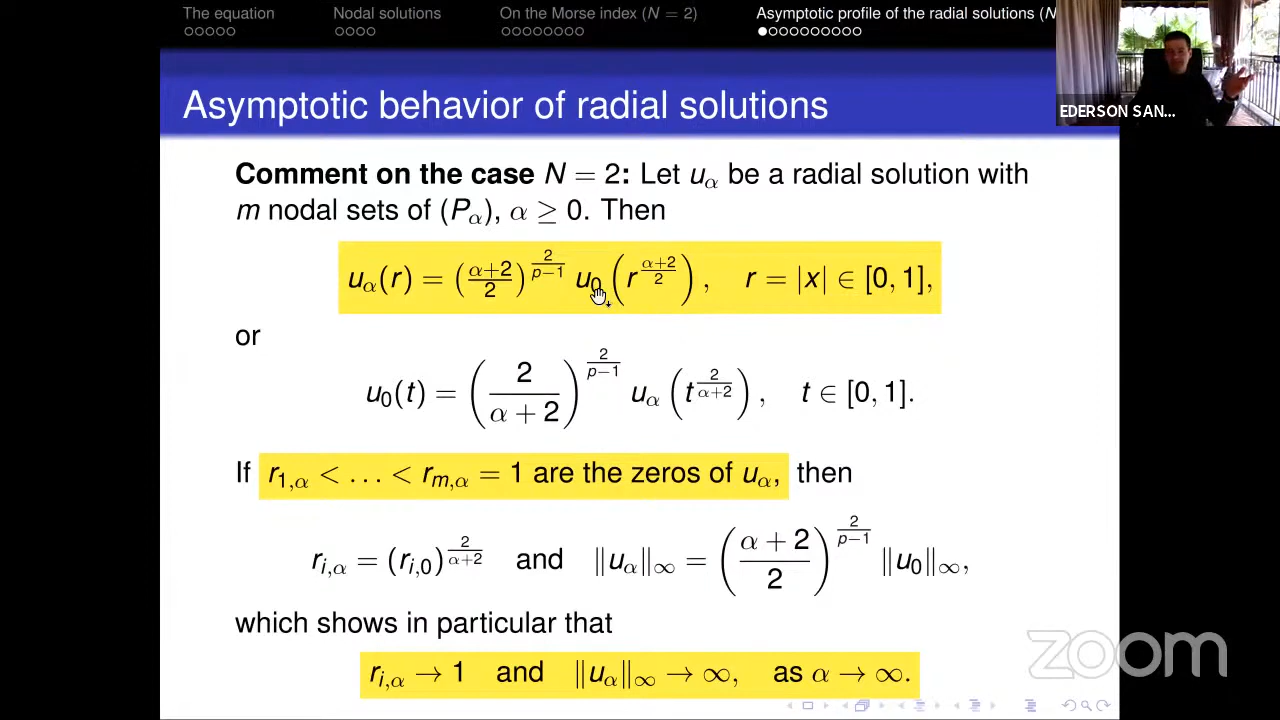 The equation
Nodal solutions
On the Morse index (N = 2)
Asymptotic profile of the radial solutions (N
EDERSON SAN...
Asymptotic behavior of radial solutions
Comment on the case N = 2: Let u_α be a radial solution with
m nodal sets of (P_α), α ≥ 0. Then
u_α(r) = (α+2/2)^{2/(p−1)} u_0 (r^{(α+2)/2}), r = |x| ∈ [0, 1],
or
u_0(t) = (2/(α + 2))^{2/(p−1)} u_α (t^{2/(α+2)}), t ∈ [0, 1].
If r_{1,α} < … < r_{m,α} = 1 are the zeros of u_α, then
r_{i,α} = (r_{i,0})^{2/(α+2)} and ‖u_α‖_∞ = ((α + 2)/2)^{2/(p−1)} ‖u_0‖_∞,
which shows in particular that
r_{i,α} → 1 and ‖u_α‖_∞ → ∞, as α → ∞.
zoom